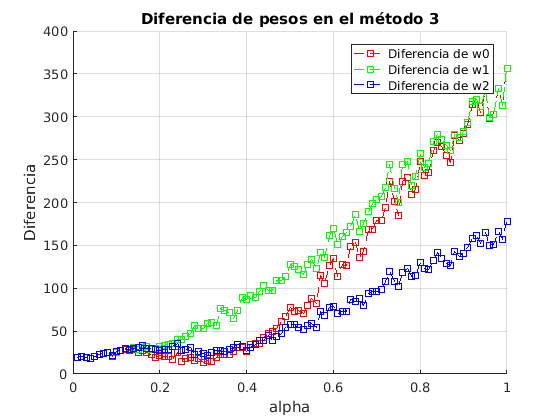 Diferencia de pesos en el método 3
400
350
300
250
200
150
100
50
0
Diferencia
Diferencia de w0
Diferencia de w1
Diferencia de w2
0
0.2
0.4
0.6
0.8
1
alpha